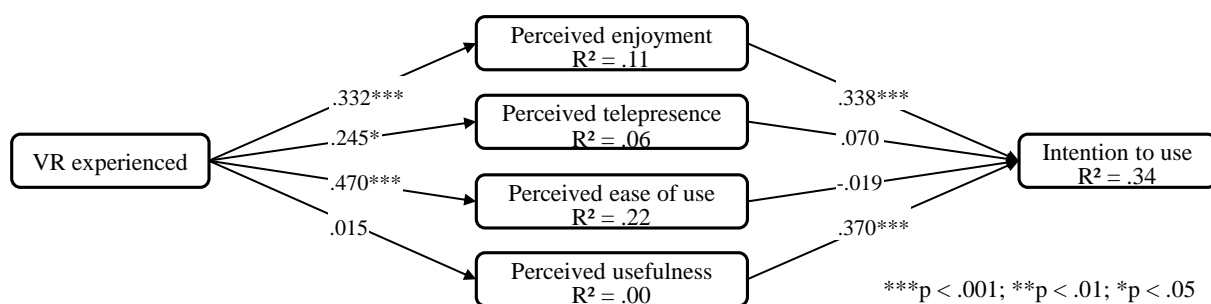 Perceived enjoyment
R² = .11
.332***
.338***
Perceived telepresence
R² = .06
.245*
.070
VR experienced
Intention to use
R² = .34
.470***
-.019
Perceived ease of use
R² = .22
.015
.370***
Perceived usefulness
R² = .00
***p < .001; **p < .01; *p < .05